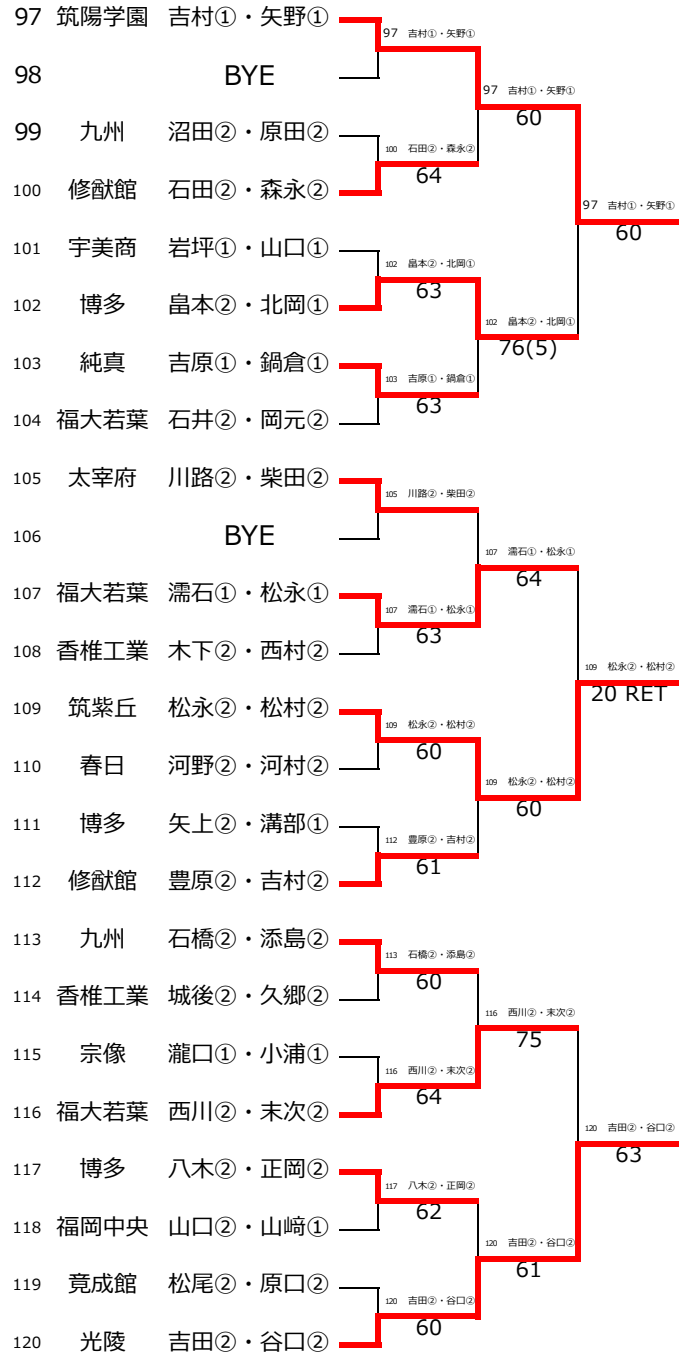 97 筑陽学園 吉村①・矢野①
97 吉村①・矢野①
98 BYE
97 吉村①・矢野①
60
99 九州 沼田②・原田②
100 石田②・森永②
64
100 修猷館 石田②・森永②
97 吉村①・矢野①
60
101 宇美商 岩坪①・山口①
102 畠本②・北岡①
63
102 博多 畠本②・北岡①
102 畠本②・北岡①
76(5)
103 純真 吉原①・鍋倉①
103 吉原①・鍋倉①
63
104 福大若葉 石井②・岡元②
105 太宰府 川路②・柴田②
105 川路②・柴田②
106 BYE
107 濡石①・松永①
64
107 福大若葉 濡石①・松永①
107 濡石①・松永①
63
108 香椎工業 木下②・西村②
109 松永②・松村②
20 RET
109 筑紫丘 松永②・松村②
109 松永②・松村②
60
110 春日 河野②・河村②
109 松永②・松村②
60
111 博多 矢上②・溝部①
112 豊原②・吉村②
61
112 修猷館 豊原②・吉村②
113 九州 石橋②・添島②
113 石橋②・添島②
60
114 香椎工業 城後②・久郷②
116 西川②・末次②
75
115 宗像 瀧口①・小浦①
116 西川②・末次②
64
116 福大若葉 西川②・末次②
120 吉田②・谷口②
63
117 博多 八木②・正岡②
117 八木②・正岡②
62
118 福岡中央 山口②・山﨑①
120 吉田②・谷口②
61
119 竟成館 松尾②・原口②
120 吉田②・谷口②
60
120 光陵 吉田②・谷口②